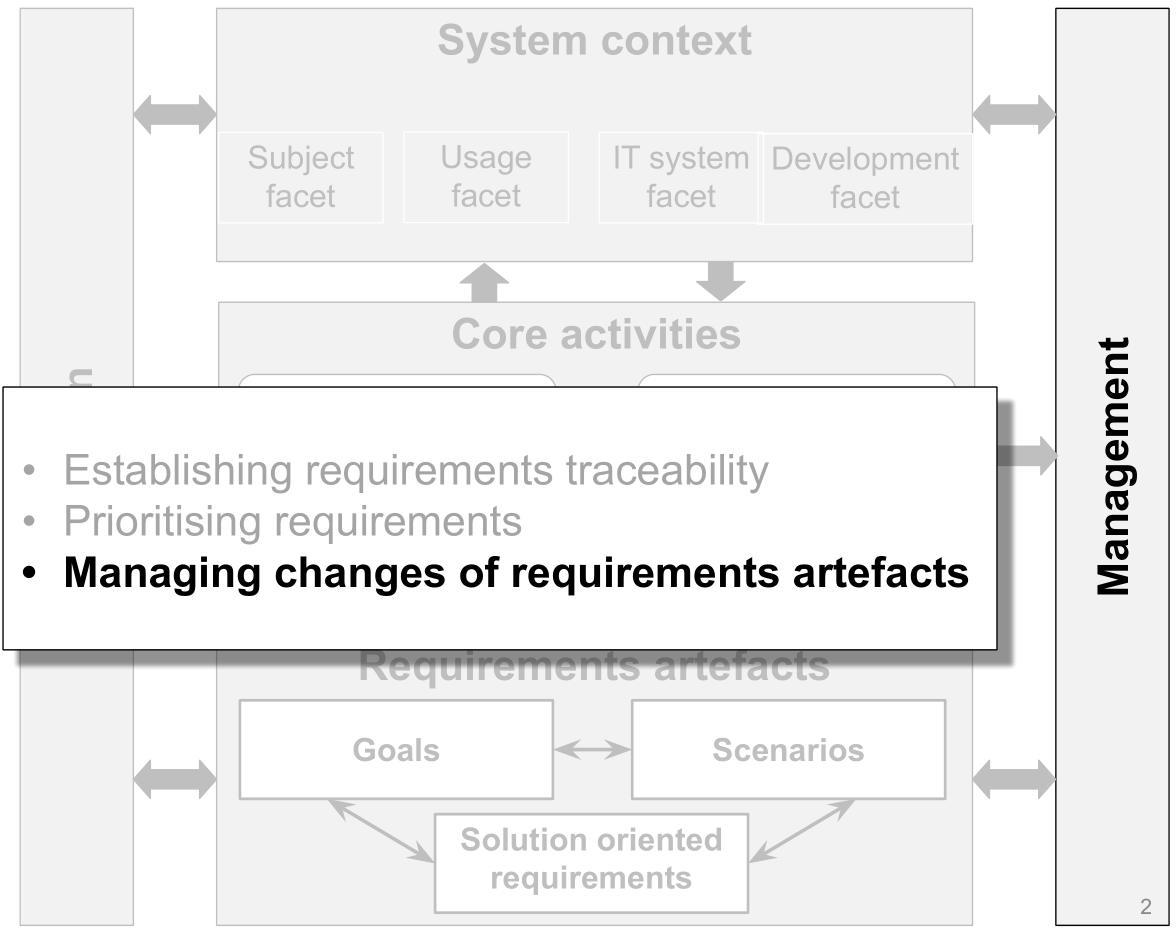 System context
Subject
facet
Usage
facet
IT system
facet
Development
facet
Core activities
• Establishing requirements traceability
• Prioritising requirements
• Managing changes of requirements artefacts
Requirements artefacts
Goals
Scenarios
Solution oriented
requirements
Management
2